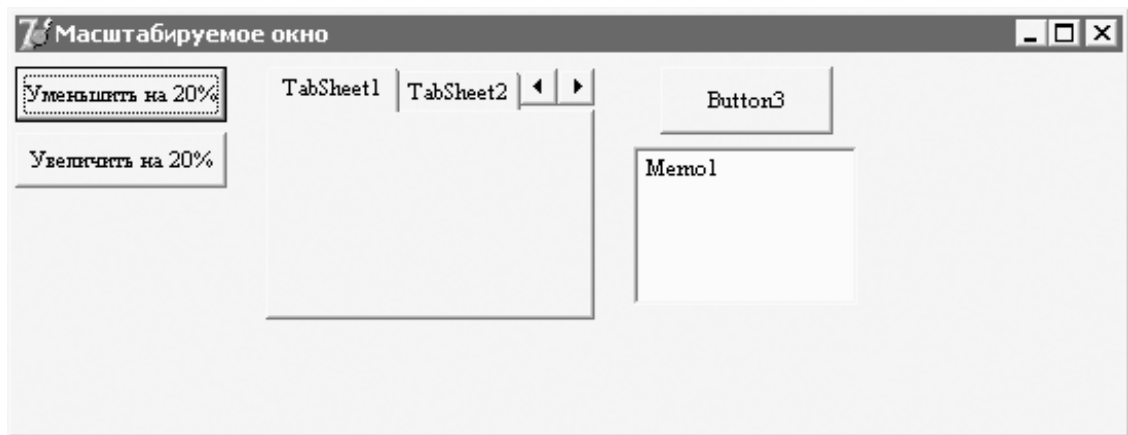 Масштабируемое окно
Уменьшить на 20%
Увеличить на 20%
TabSheet1
TabSheet2
Button3
Memo1